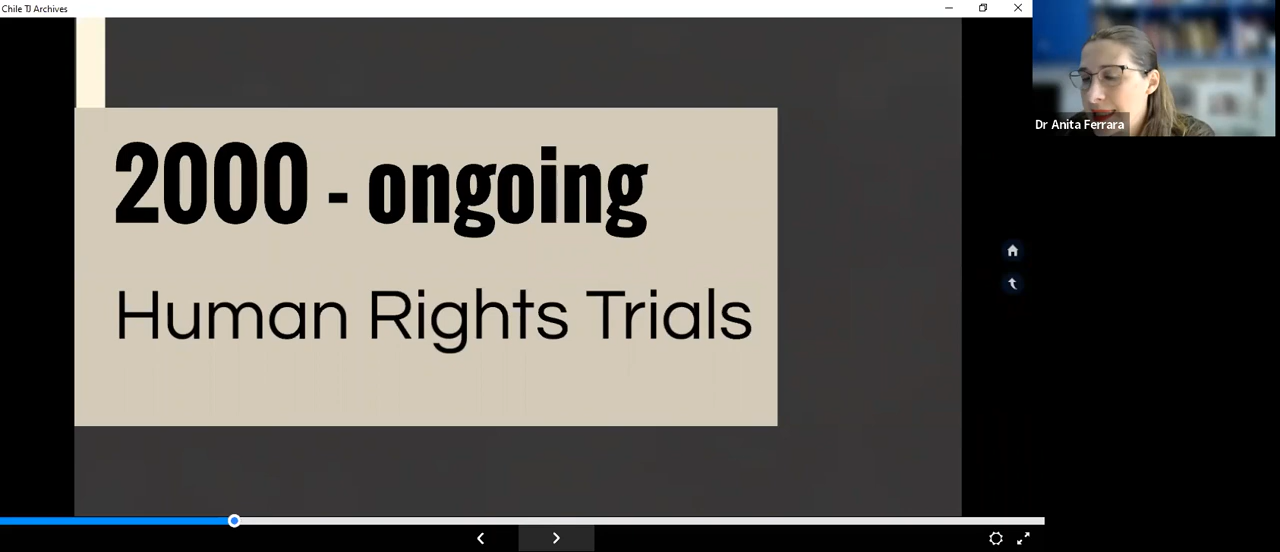 Chile TJ Archives
2000 - ongoing
Human Rights Trials
Dr Anita Ferrara